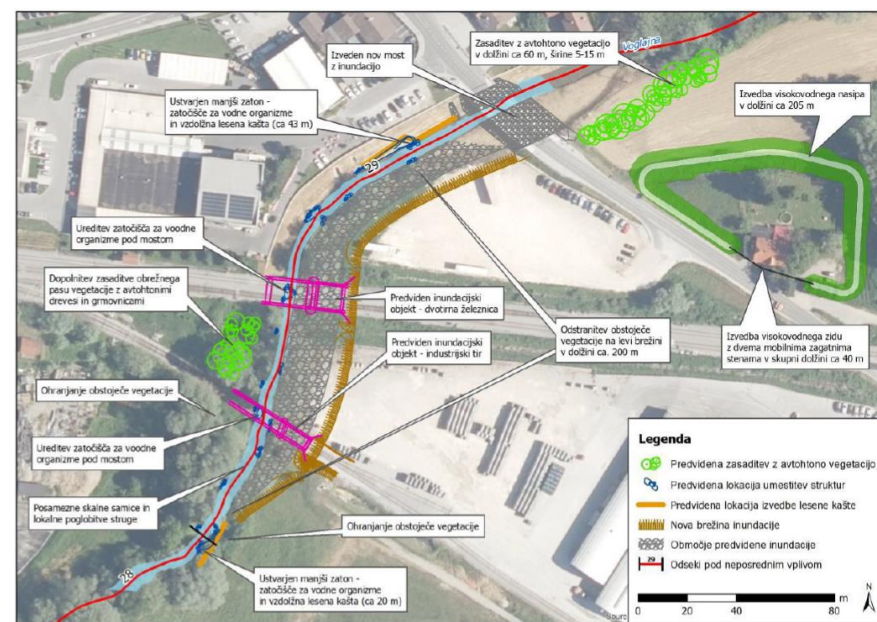 Izveden nov most
z inundacijo
Zasaditev z avtohtono vegetacijo
v dolžini ca 60 m, širine 5-15 m
Voglajna
Izvedba visokovodnega nasipa
v dolžini ca 205 m
Ustvarjen manjši zaton -
zatočišče za vodne organizme
in vzdolžna lesena kašta (ca 43 m)
29
Ureditev zatočišča za voodne
organizme pod mostom
Dopolnitev zasaditve obrežnega
pasu vegetacije z avtohtonimi
drevesi in grmovnicami
Predviden inundacijski
objekt - dvotirna železnica
Predviden inundacijski
objekt - industrijski tir
Odstranitev obstoječe
vegetacije na levi brežini
v dolžini ca. 200 m
Izvedba visokovodnega zidu
z dvema mobilnima zagatnima
stenama v skupni dolžini ca 40 m
Ohranjanje obstoječe vegetacije
Ureditev zatočišča za voodne
organizme pod mostom
Posamezne skalne samice in
lokalne poglobitve struge
Ohranjanje obstoječe vegetacije
28
Ustvarjen manjši zaton -
zatočišče za vodne organizme
in vzdolžna lesena kašta (ca 20 m)
Legenda
Predvidena zasaditev z avtohtono vegetacijo
Predvidena lokacija umestitev struktur
Predvidena lokacija izvedbe lesene kašte
Nova brežina inundacije
Območje predvidene inundacije
29 Odseki pod neposrednim vplivom
m
0 20 40 80
N